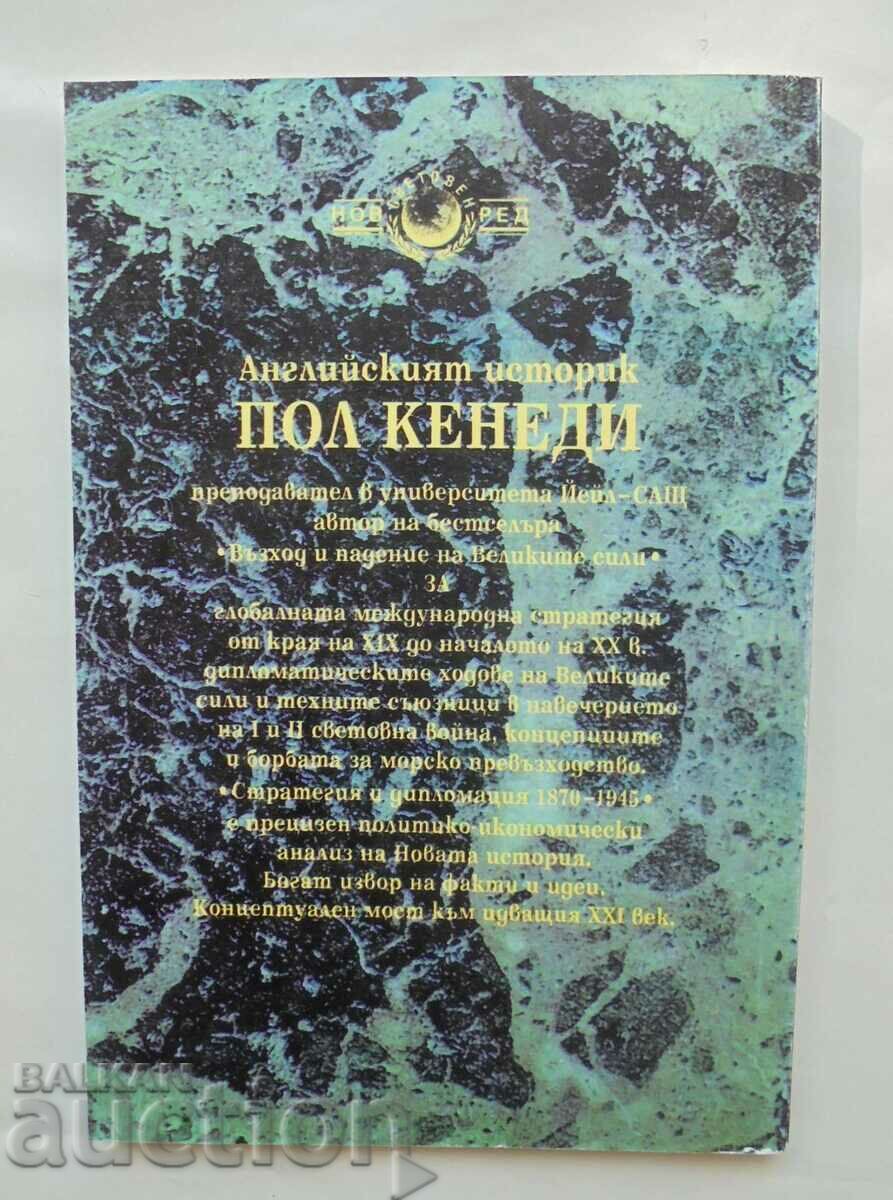 НОВ СВЕТОВЕН РЕД
Английският историк
ПОЛ КЕНЕДИ
преподавател в университета Йейл-САЩ
автор на бестселъра
•Възход и падение на Великите сили•
ЗА
глобалната международна стратегия
от края на XIX до началото на XX в.
дипломатическите ходове на Великите
сили и техните съюзници в навечерието
на I и II световна война, концепциите
и борбата за морско превъзходство.
•Стратегия и дипломация 1870-1945•
е прецизен политико-икономически
анализ на Новата история.
Богат извор на факти и идеи.
Концептуален мост към идващия XXI век.
BALKAN
auction